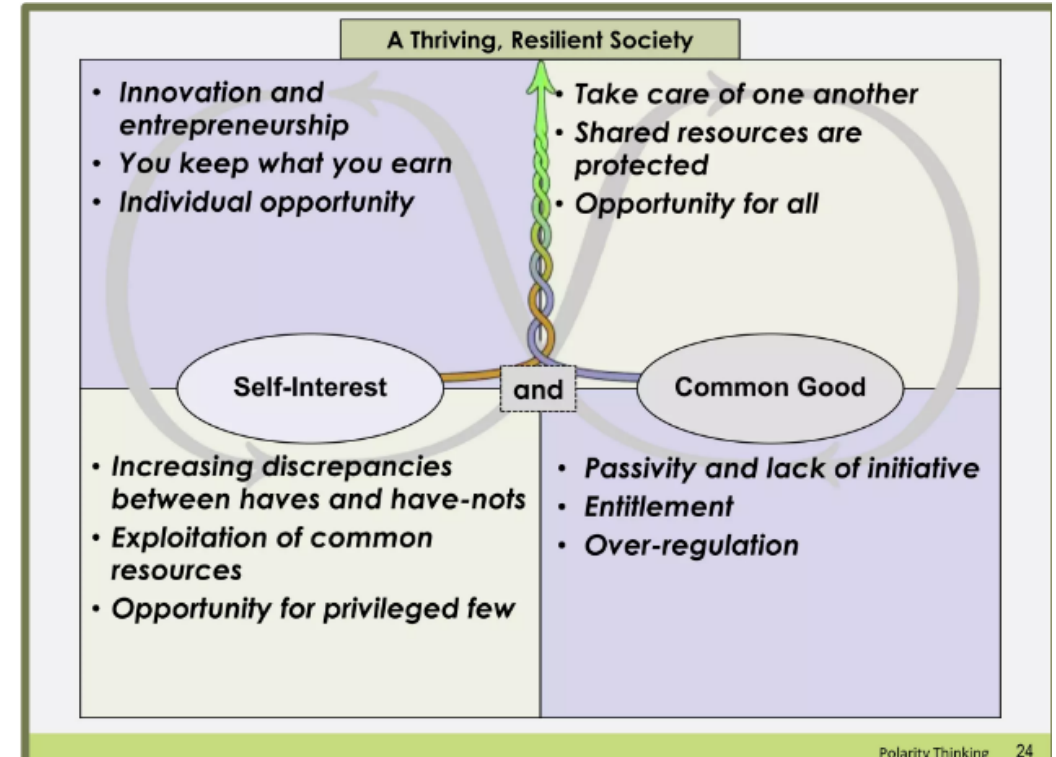 A Thriving, Resilient Society
• Innovation and
entrepreneurship
• You keep what you earn
• Individual opportunity
• Take care of one another
• Shared resources are
protected
• Opportunity for all
Self-Interest
and
Common Good
• Increasing discrepancies
between haves and have-nots
• Exploitation of common
resources
• Opportunity for privileged few
• Passivity and lack of initiative
• Entitlement
• Over-regulation
Polarity Thinking 24